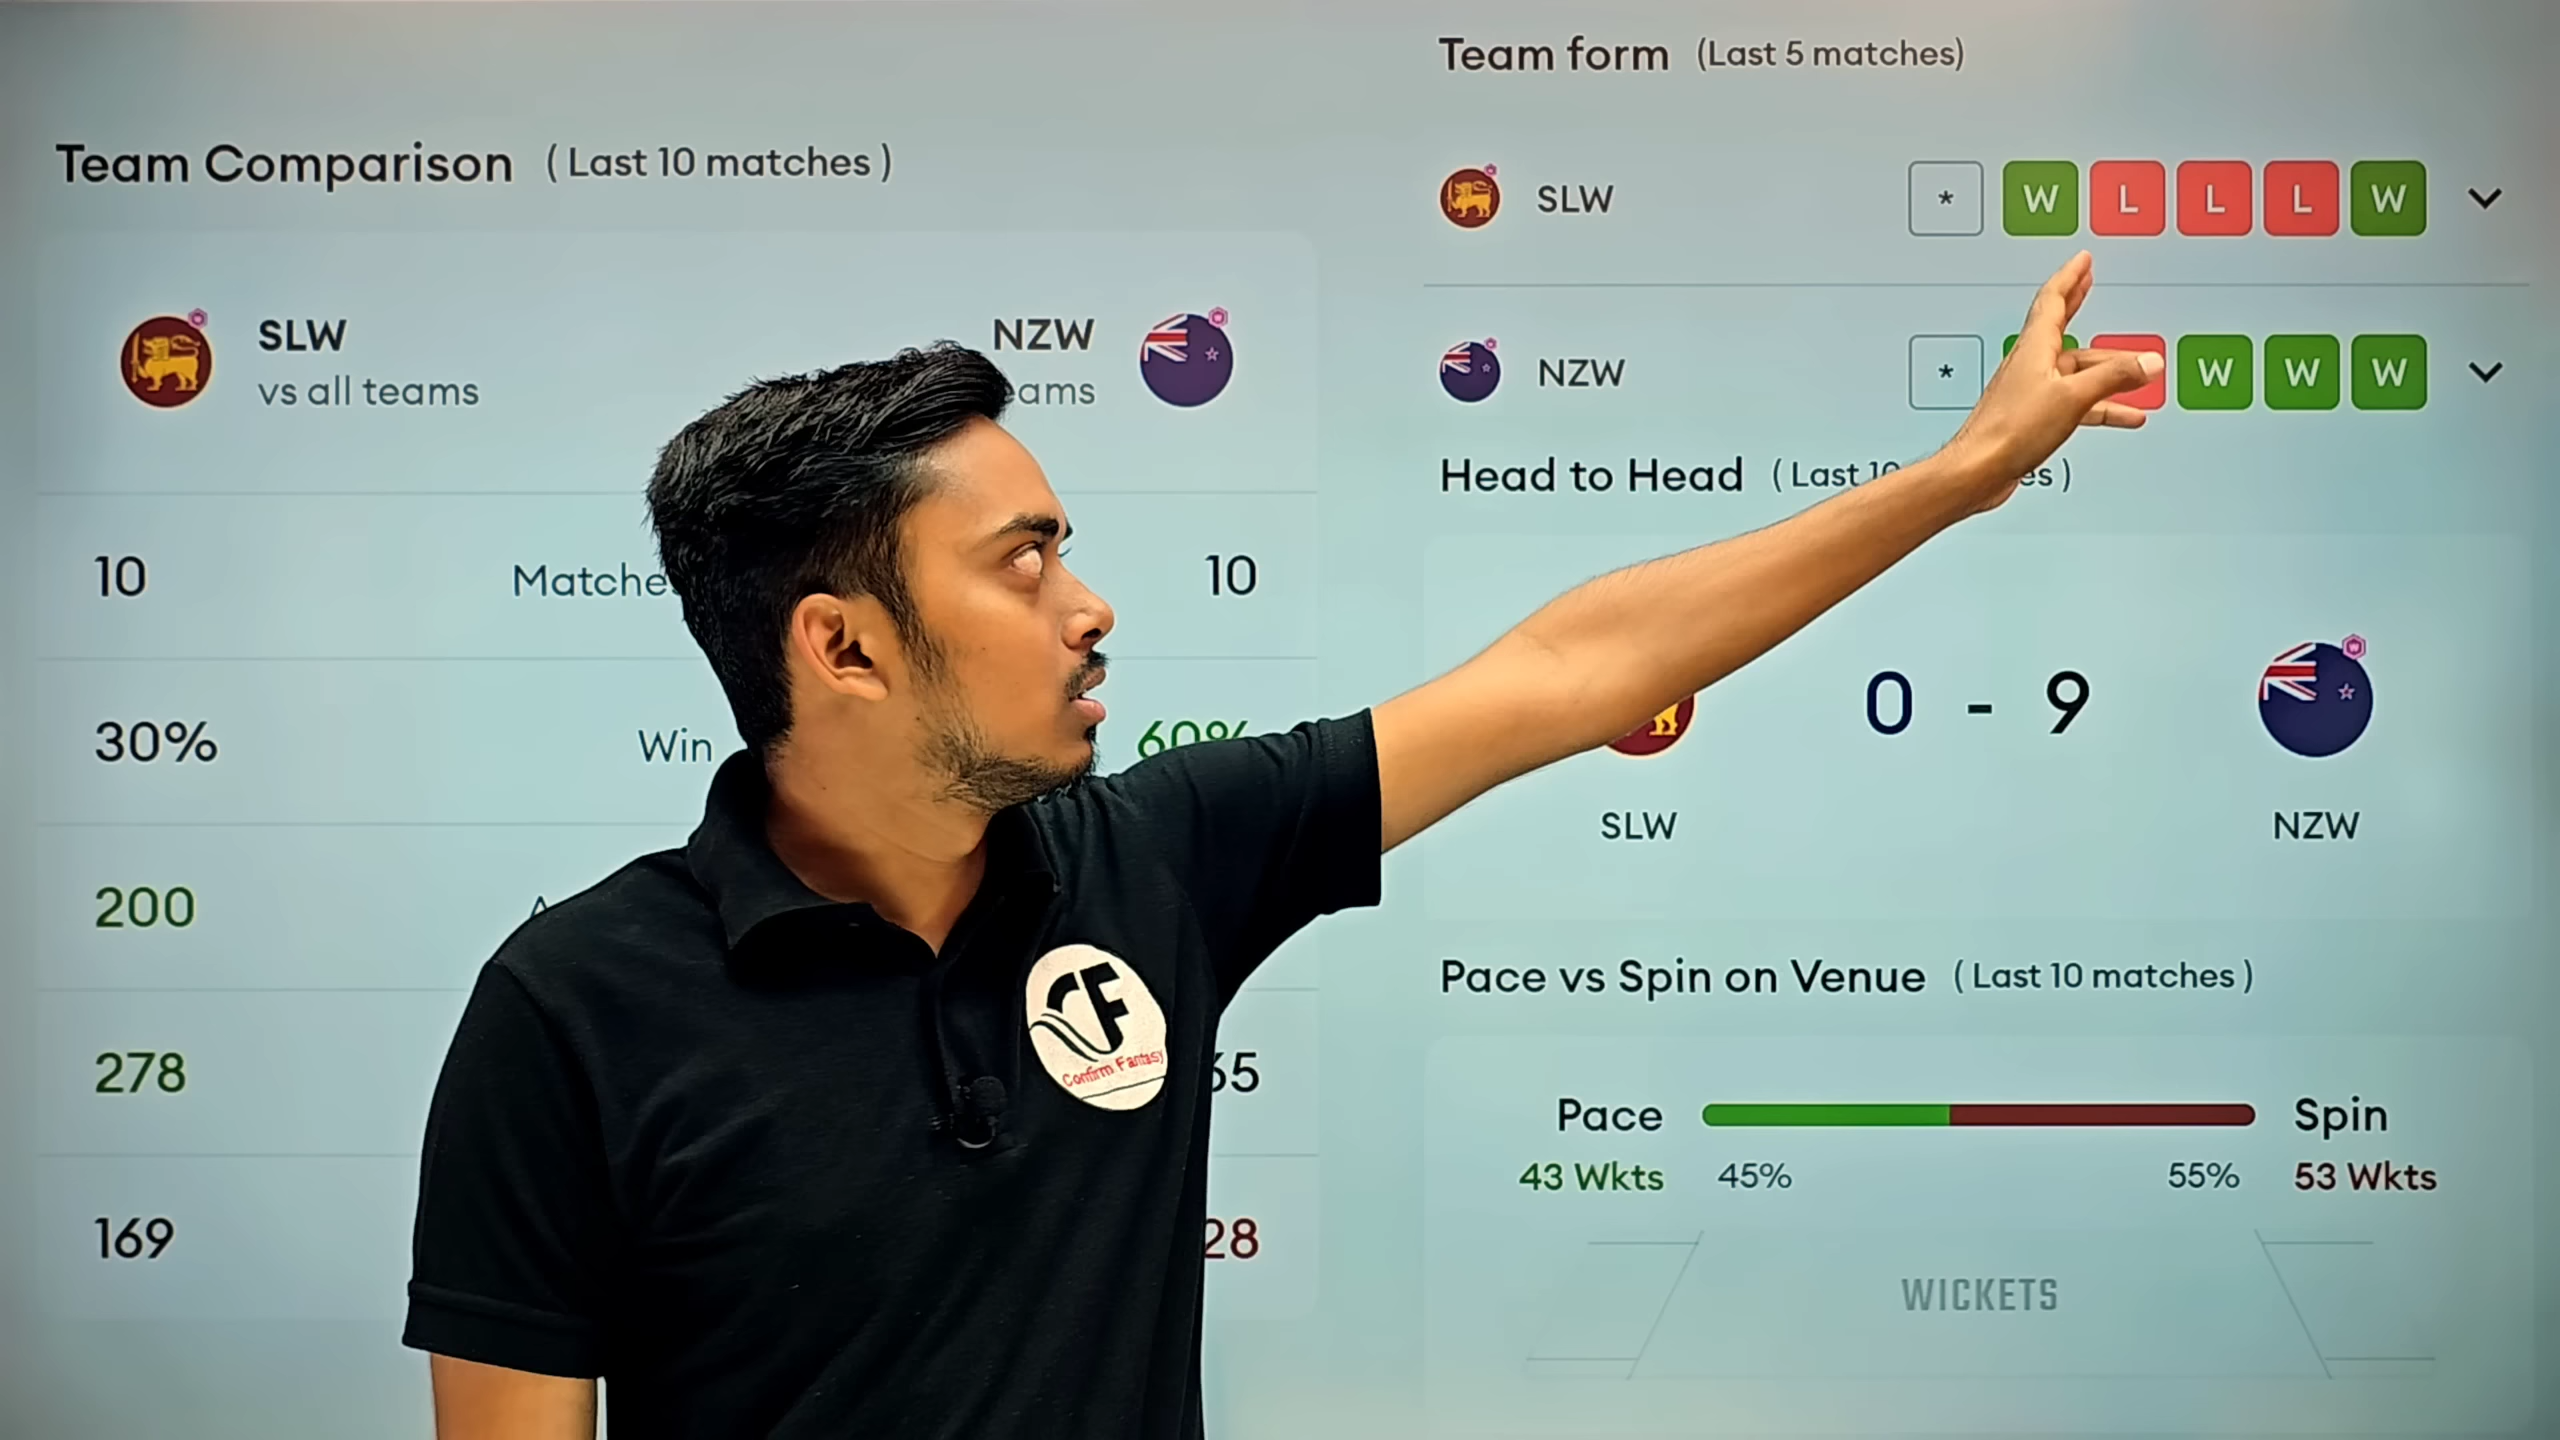 Team Comparison ( Last 10 matches )
SLW
vs all teams
NZW
10
10
30%
Win
60%
200
278
169
Team form (Last 5 matches)
SLW
* W L L L W
NZW
* W W W
Head to Head ( Last
0 - 9
SLW
NZW
Pace vs Spin on Venue ( Last 10 matches )
Pace
Spin
43 Wkts 45%
55% 53 Wkts
WICKETS
CF
Confirm Fantasy